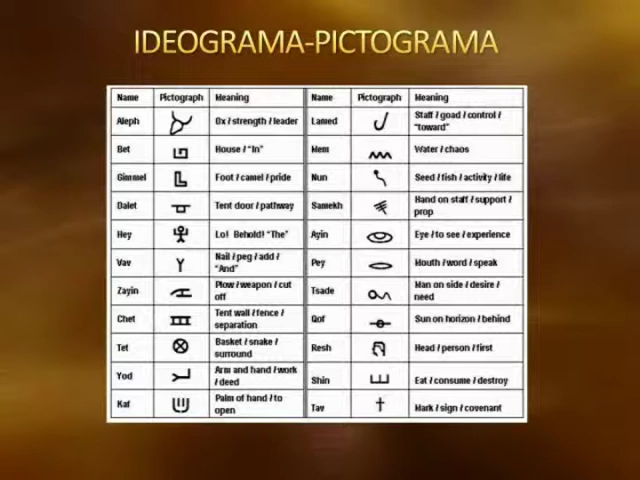 IDEOGRAMA-PICTOGRAMA
Name Pictograph Meaning Name Pictograph Meaning
Aleph Ox / strength / leader Lamed Staff / goad / control / "toward"
Bet House / "In" Mem Water / chaos
Gimmel Foot / camel / pride Nun Seed / fish / activity / life
Dalet Tent door / pathway Samekh Hand on staff / support / prop
Hey Lo! Behold! "The" Ayin Eye / to see / experience
Vav Nail / peg / add / "And" Pey Mouth / word / speak
Zayin Plow / weapon / cut off Tsade Man on side / desire / need
Chet Tent wall / fence / separation Qof Sun on horizon / behind
Tet Basket / snake / surround Resh Head / person / first
Yod Arm and hand / work / deed Shin Eat / consume / destroy
Kaf Palm of hand / to open Tav Mark / sign / covenant